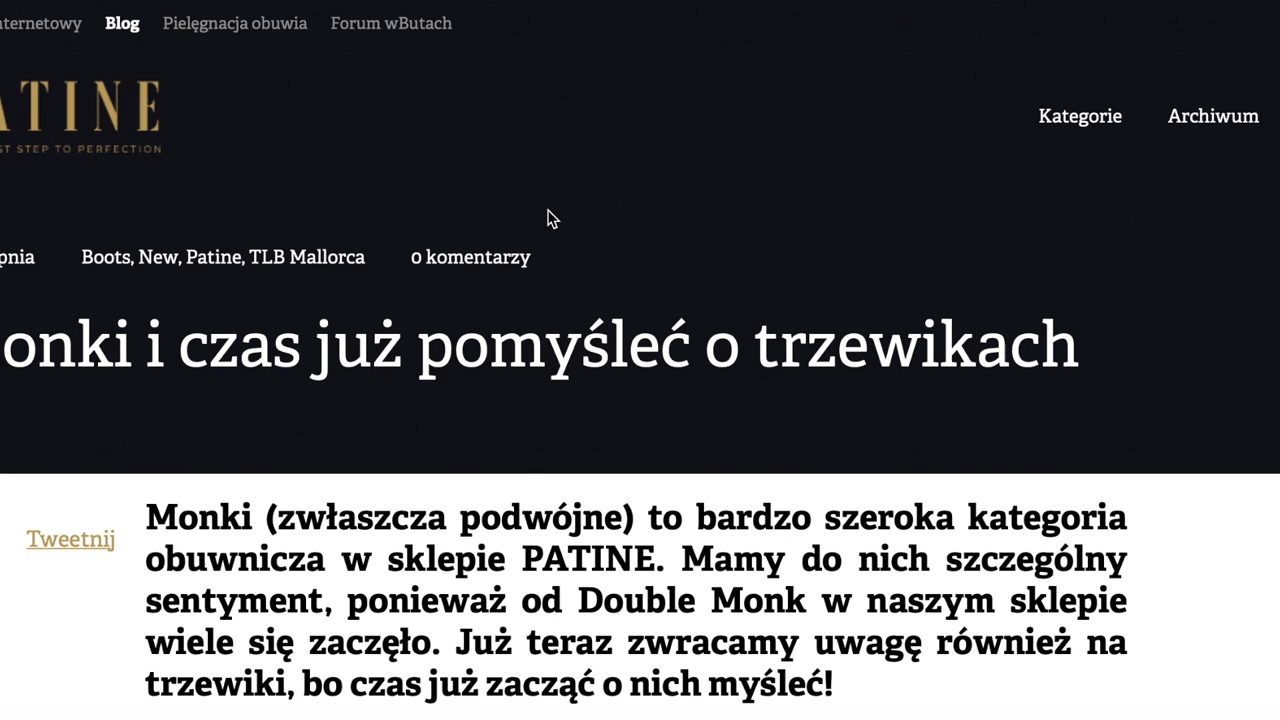 nternetowy Blog Pielęgnacja obuwia Forum wButach
ATINE
ST STEP TO PERFECTION
Kategorie Archiwum
pnia Boots, New, Patine, TLB Mallorca 0 komentarzy
onki i czas już pomyśleć o trzewikach
Tweetnij
Monki (zwłaszcza podwójne) to bardzo szeroka kategoria
obuwnicza w sklepie PATINE. Mamy do nich szczególny
sentyment, ponieważ od Double Monk w naszym sklepie
wiele się zaczęło. Już teraz zwracamy uwagę również na
trzewiki, bo czas już zacząć o nich myśleć!